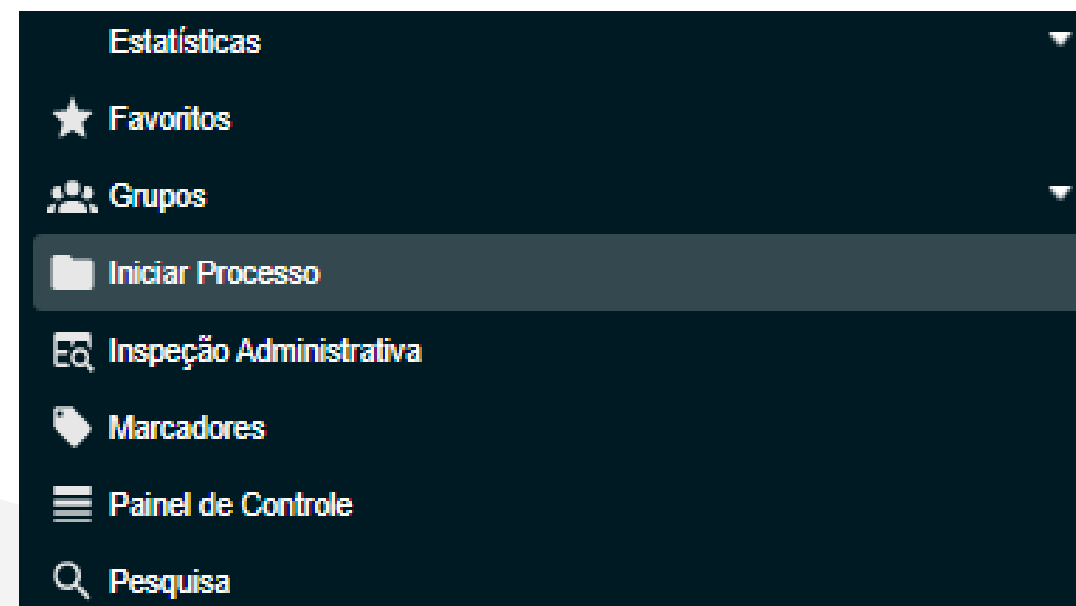 Estatísticas
Favoritos
Grupos
Iniciar Processo
Inspeção Administrativa
Marcadores
Painel de Controle
Pesquisa